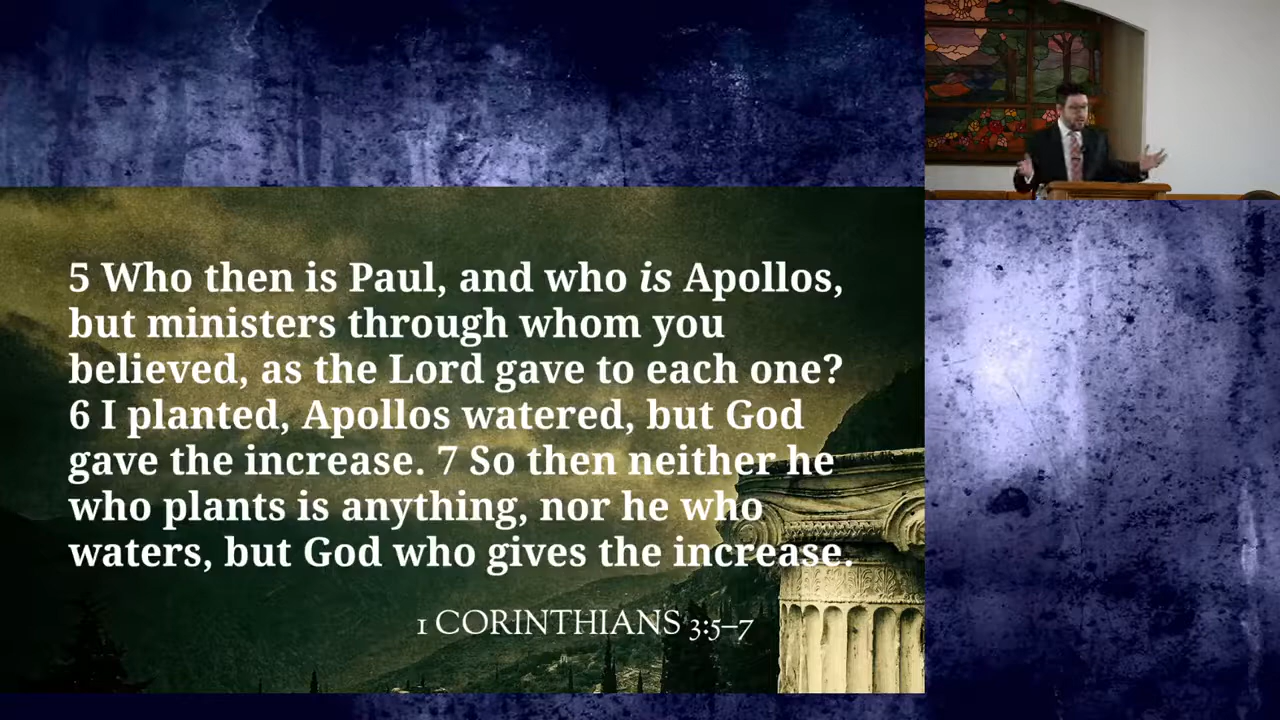 5 Who then is Paul, and who is Apollos,
but ministers through whom you
believed, as the Lord gave to each one?
6 I planted, Apollos watered, but God
gave the increase. 7 So then neither he
who plants is anything, nor he who
waters, but God who gives the increase.
1 CORINTHIANS 3:5–7